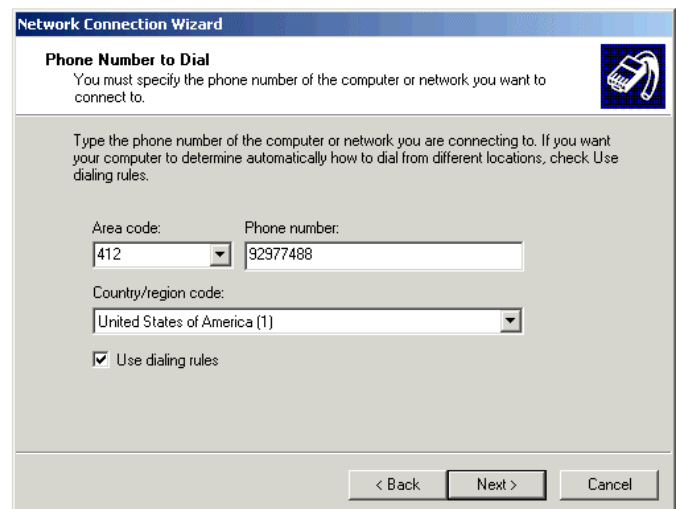 Network Connection Wizard
Phone Number to Dial
You must specify the phone number of the computer or network you want to
connect to.
Type the phone number of the computer or network you are connecting to. If you want
your computer to determine automatically how to dial from different locations, check Use
dialing rules.
Area code: Phone number:
412 92977488
Country/region code:
United States of America (1)
Use dialing rules
< Back Next > Cancel